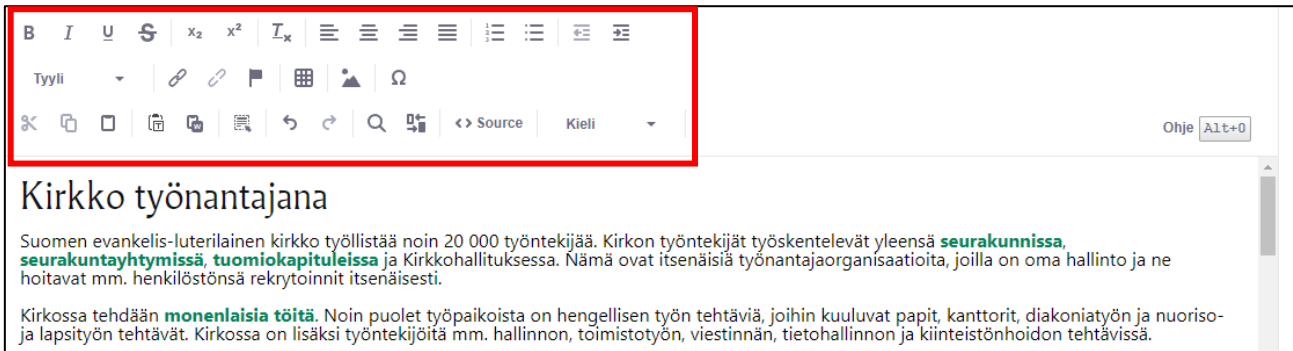 B I U S x₂ x² Tx
Tyyli Ω
<> Source Kieli
Ohje Alt+0
Kirkko työnantajana
Suomen evankelis-luterilainen kirkko työllistää noin 20 000 työntekijää. Kirkon työntekijät työskentelevät yleensä seurakunnissa,
seurakuntayhtymissä, tuomiokapituleissa ja Kirkkohallituksessa. Nämä ovat itsenäisiä työnantajaorganisaatioita, joilla on oma hallinto ja ne
hoitavat mm. henkilöstönsä rekrytoinnit itsenäisesti.
Kirkossa tehdään monenlaisia töitä. Noin puolet työpaikoista on hengellisen työn tehtäviä, joihin kuuluvat papit, kanttorit, diakoniatyön ja nuoriso-
ja lapsityön tehtävät. Kirkossa on lisäksi työntekijöitä mm. hallinnon, toimistotyön, viestinnän, tietohallinnon ja kiinteistönhoidon tehtävissä.